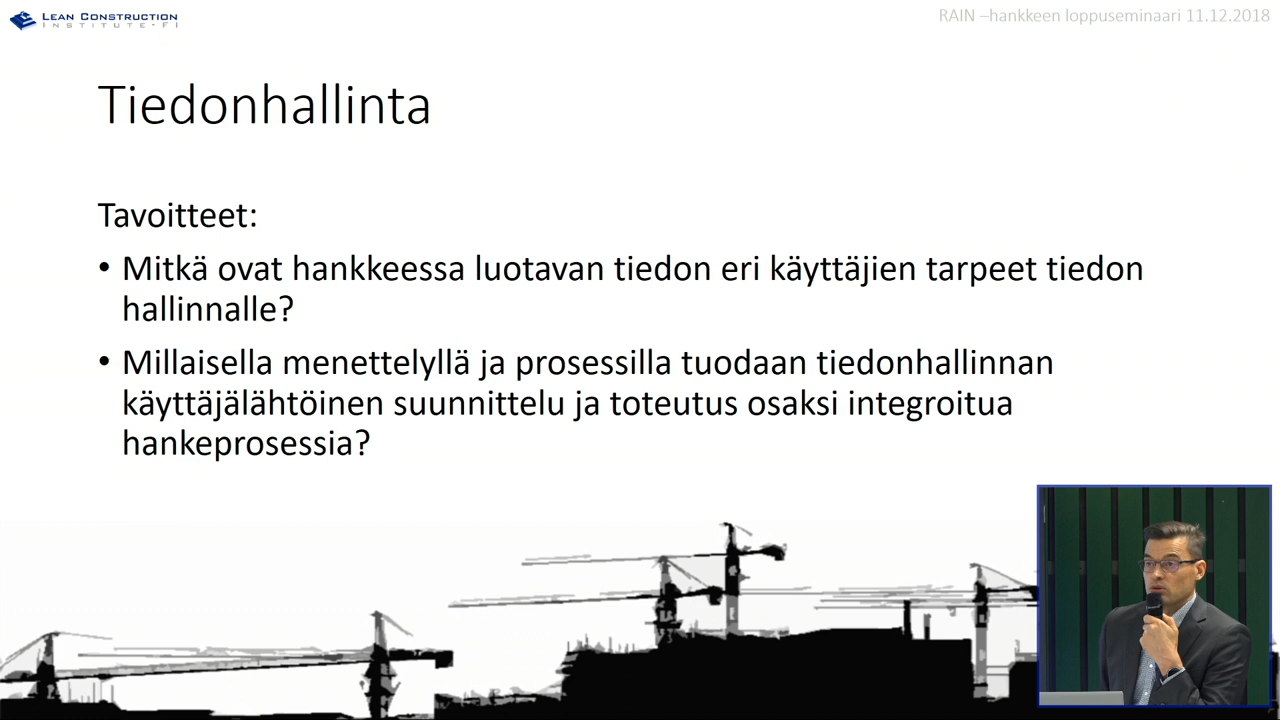 LEAN CONSTRUCTION
INSTITUTE-FI
RAIN –hankkeen loppuseminaari 11.12.2018
Tiedonhallinta
Tavoitteet:
• Mitkä ovat hankkeessa luotavan tiedon eri käyttäjien tarpeet tiedon
hallinnalle?
• Millaisella menettelyllä ja prosessilla tuodaan tiedonhallinnan
käyttäjälähtöinen suunnittelu ja toteutus osaksi integroitua
hankeprosessia?